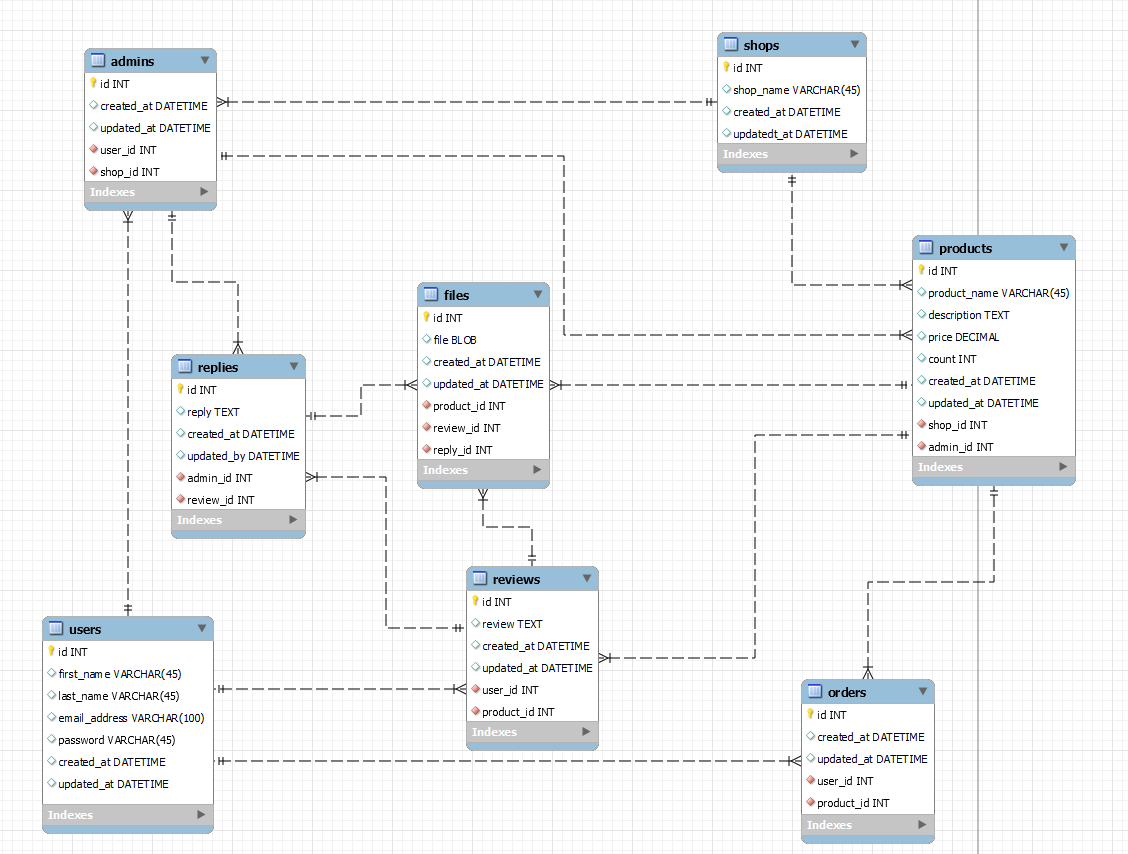 admins
id INT
created_at DATETIME
updated_at DATETIME
user_id INT
shop_id INT
Indexes
shops
id INT
shop_name VARCHAR(45)
created_at DATETIME
updatedt_at DATETIME
Indexes
products
id INT
product_name VARCHAR(45)
description TEXT
price DECIMAL
count INT
created_at DATETIME
updated_at DATETIME
shop_id INT
admin_id INT
Indexes
files
id INT
file BLOB
created_at DATETIME
updated_at DATETIME
product_id INT
review_id INT
reply_id INT
Indexes
replies
id INT
reply TEXT
created_at DATETIME
updated_by DATETIME
admin_id INT
review_id INT
Indexes
reviews
id INT
review TEXT
created_at DATETIME
updated_at DATETIME
user_id INT
product_id INT
Indexes
users
id INT
first_name VARCHAR(45)
last_name VARCHAR(45)
email_address VARCHAR(100)
password VARCHAR(45)
created_at DATETIME
updated_at DATETIME
Indexes
orders
id INT
created_at DATETIME
updated_at DATETIME
user_id INT
product_id INT
Indexes